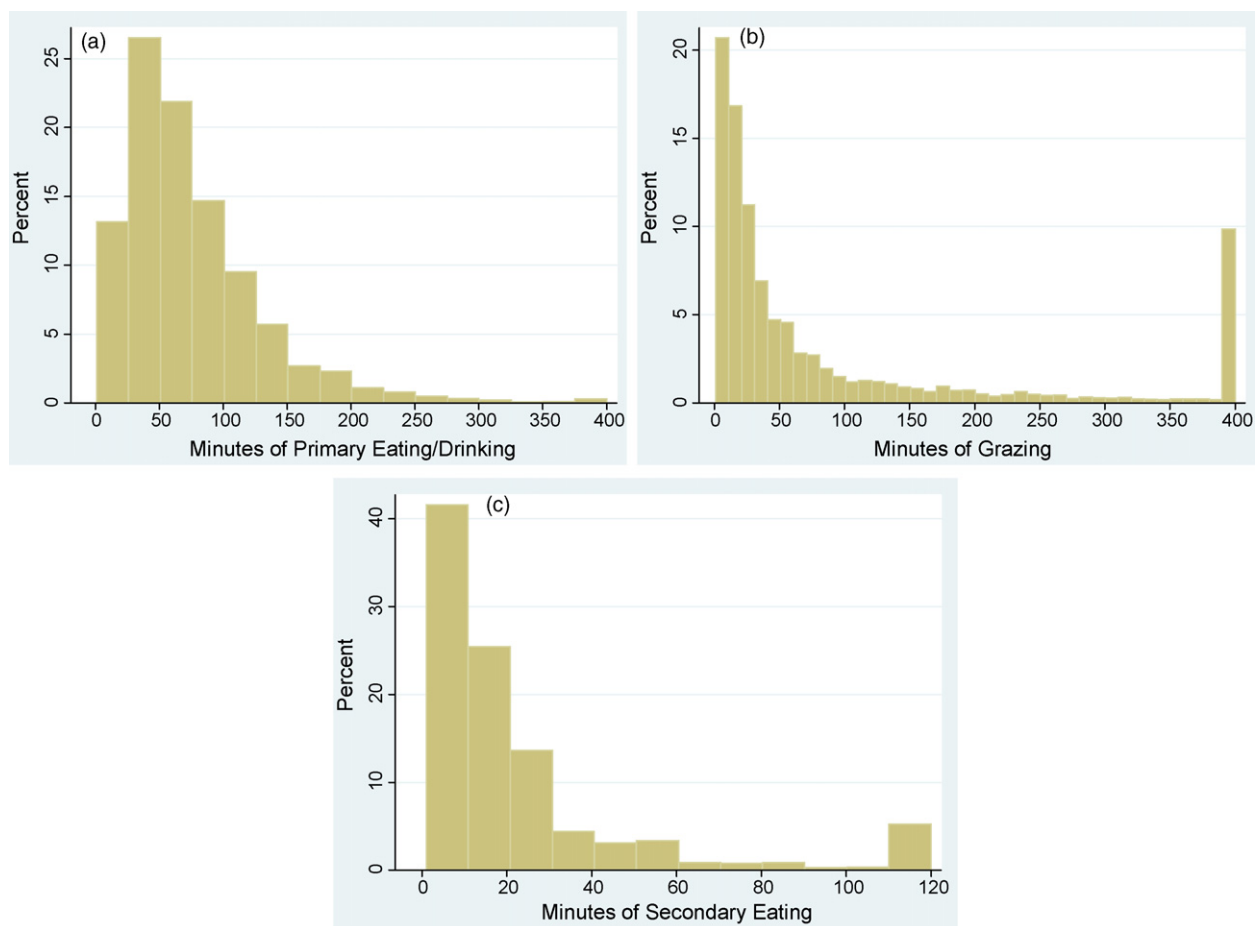 (a)
Percent
25
20
15
10
5
0
0 50 100 150 200 250 300 350 400
Minutes of Primary Eating/Drinking
(b)
Percent
20
15
10
5
0
0 50 100 150 200 250 300 350 400
Minutes of Grazing
(c)
Percent
40
30
20
10
0
0 20 40 60 80 100 120
Minutes of Secondary Eating